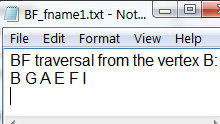 BF_fname1.txt - Not...
File Edit Format View Help
BF traversal from the vertex B:
B G A E F I